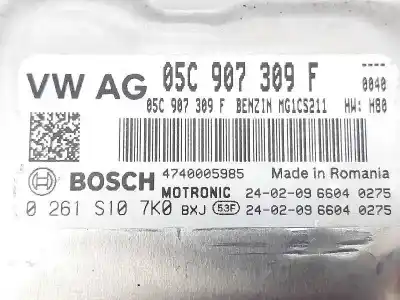 VW AG 05C 907 309 F 0040
05C 907 309 F BENZIN MG1CS211 HW: H80
4740005985 Made in Romania
BOSCH MOTRONIC 24-02-09 6604 0275
0 261 S10 7K0 BXJ 53F 24-02-09 6604 0275